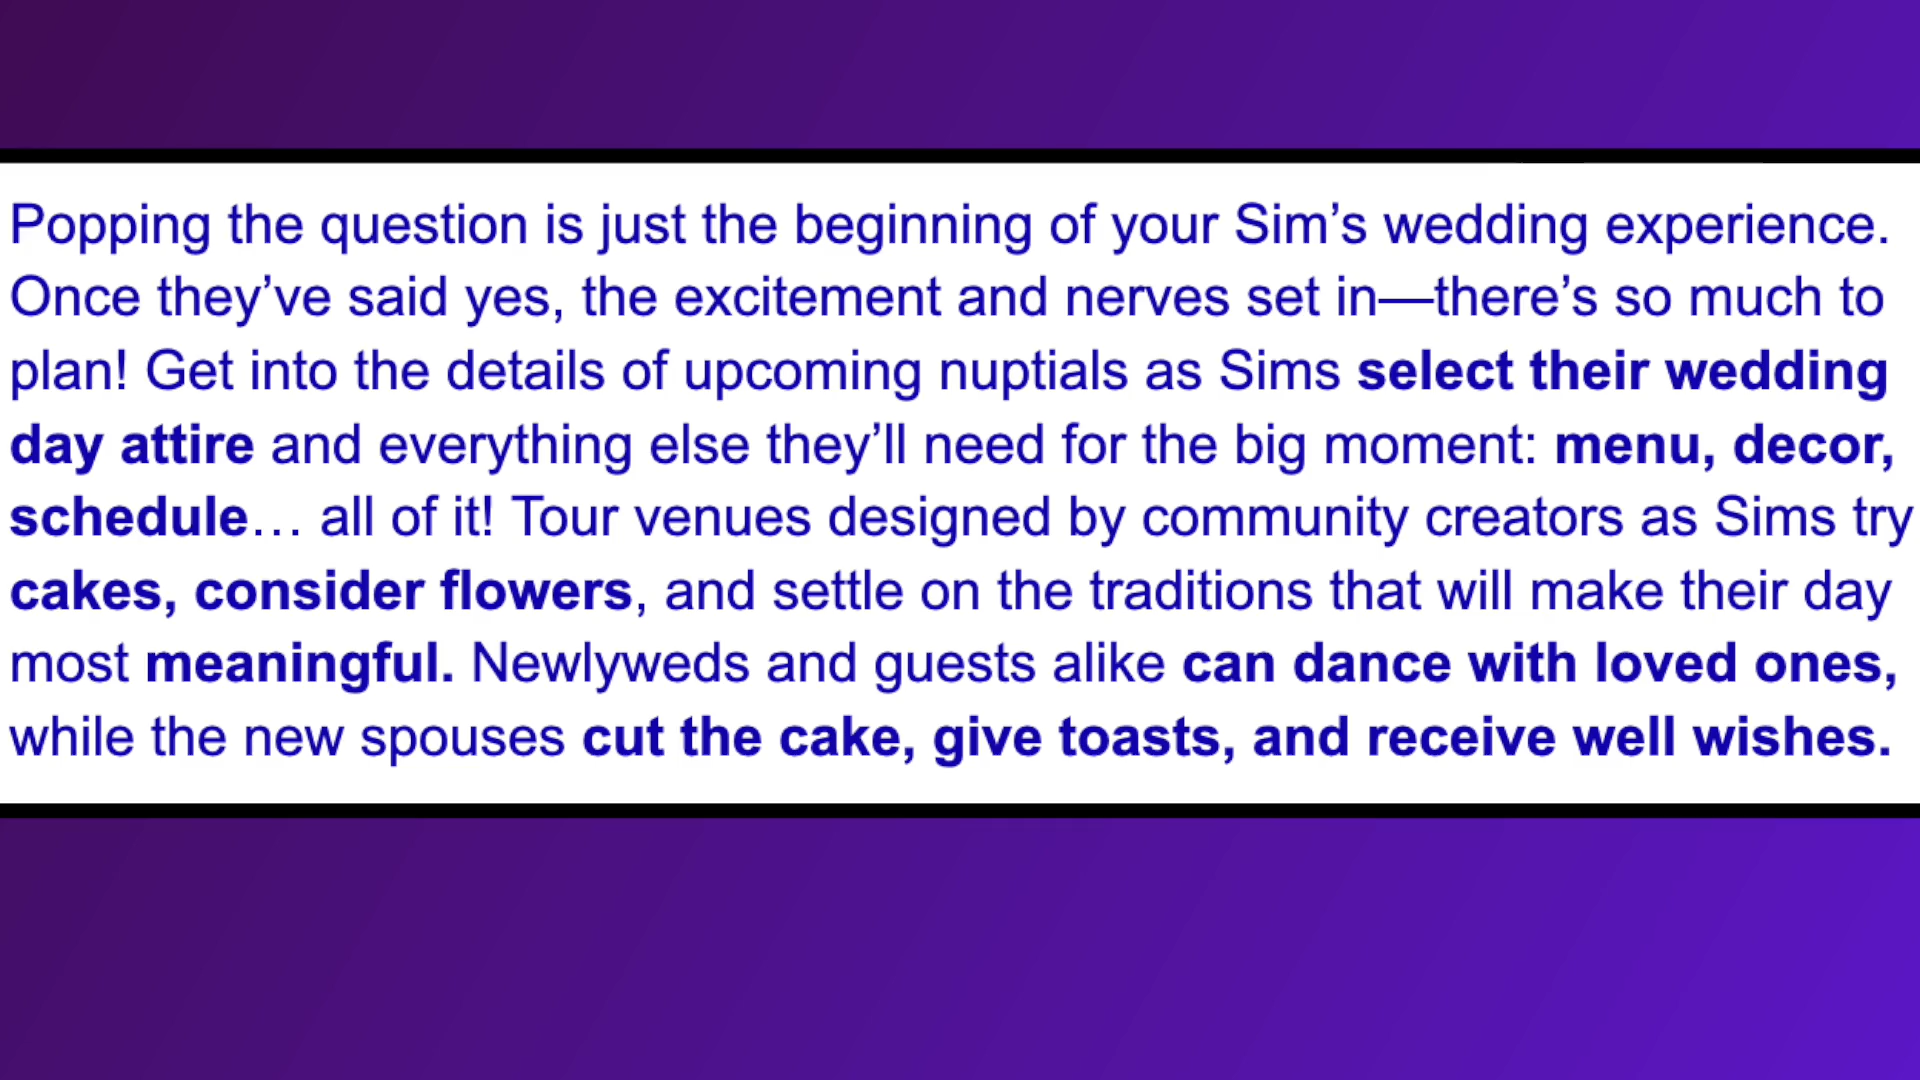 Popping the question is just the beginning of your Sim’s wedding experience.
Once they’ve said yes, the excitement and nerves set in—there’s so much to
plan! Get into the details of upcoming nuptials as Sims select their wedding
day attire and everything else they’ll need for the big moment: menu, decor,
schedule… all of it! Tour venues designed by community creators as Sims try
cakes, consider flowers, and settle on the traditions that will make their day
most meaningful. Newlyweds and guests alike can dance with loved ones,
while the new spouses cut the cake, give toasts, and receive well wishes.